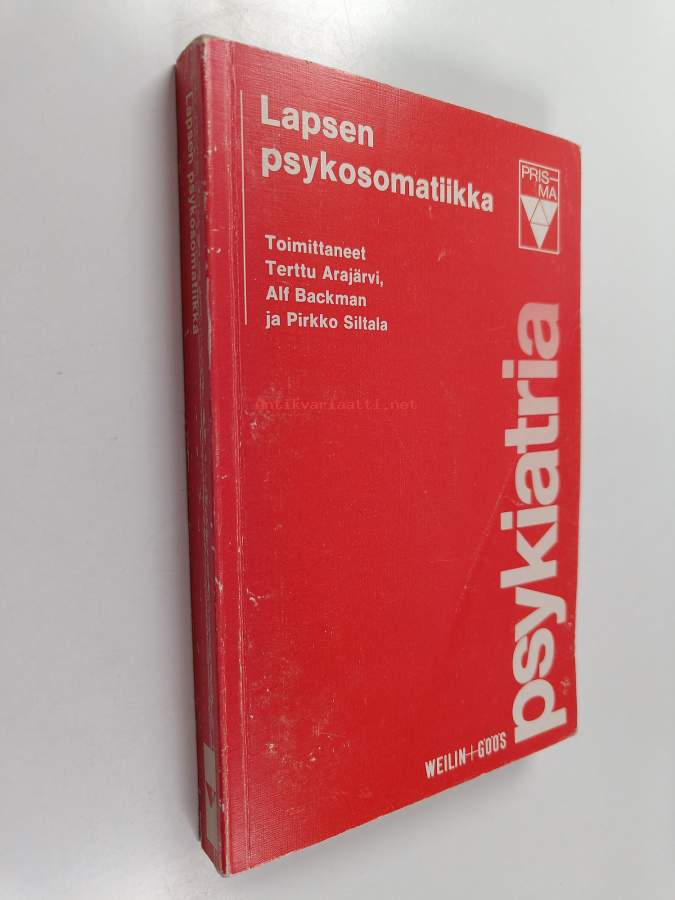 Lapsen
psykosomatiikka
Toimittaneet
Terttu Arajärvi,
Alf Backman
ja Pirkko Siltala
PRIS-
MA
psykiatria
WEILIN+GÖÖS
Lapsen psykosomatiikka
antikvariaatti.net